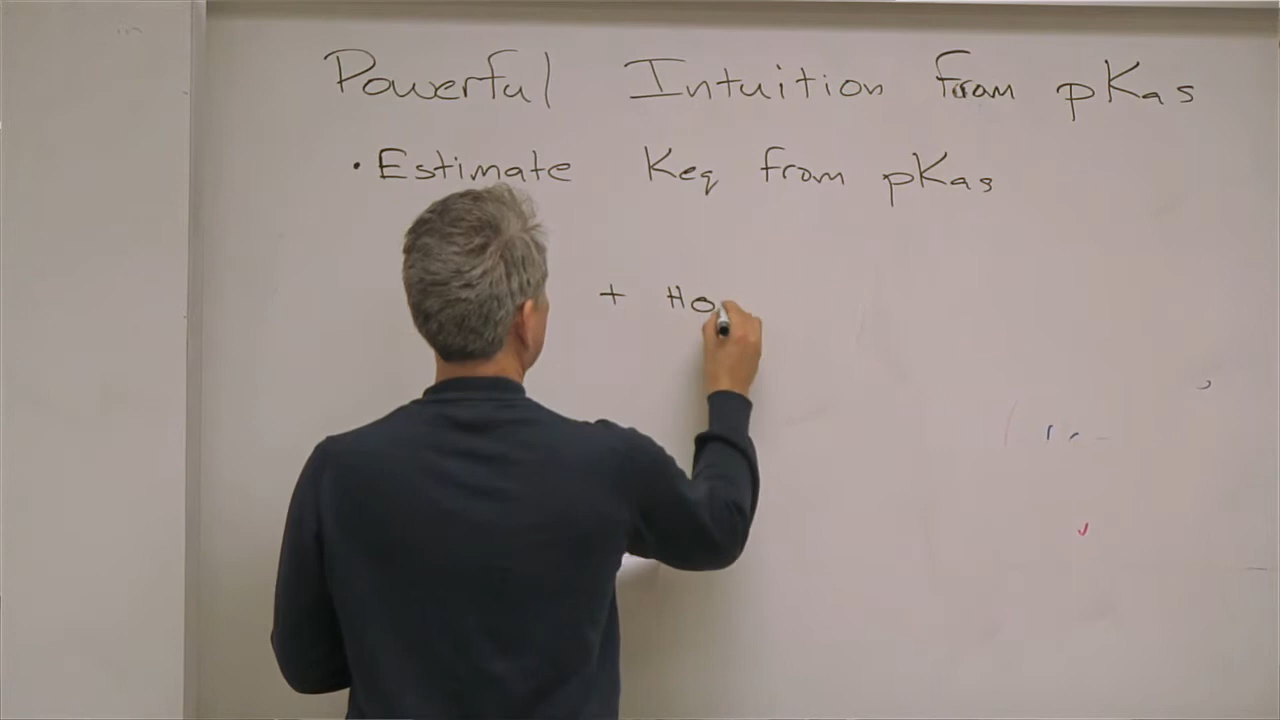 Powerful Intuition from pKas
• Estimate Keq from pKas
+ HO